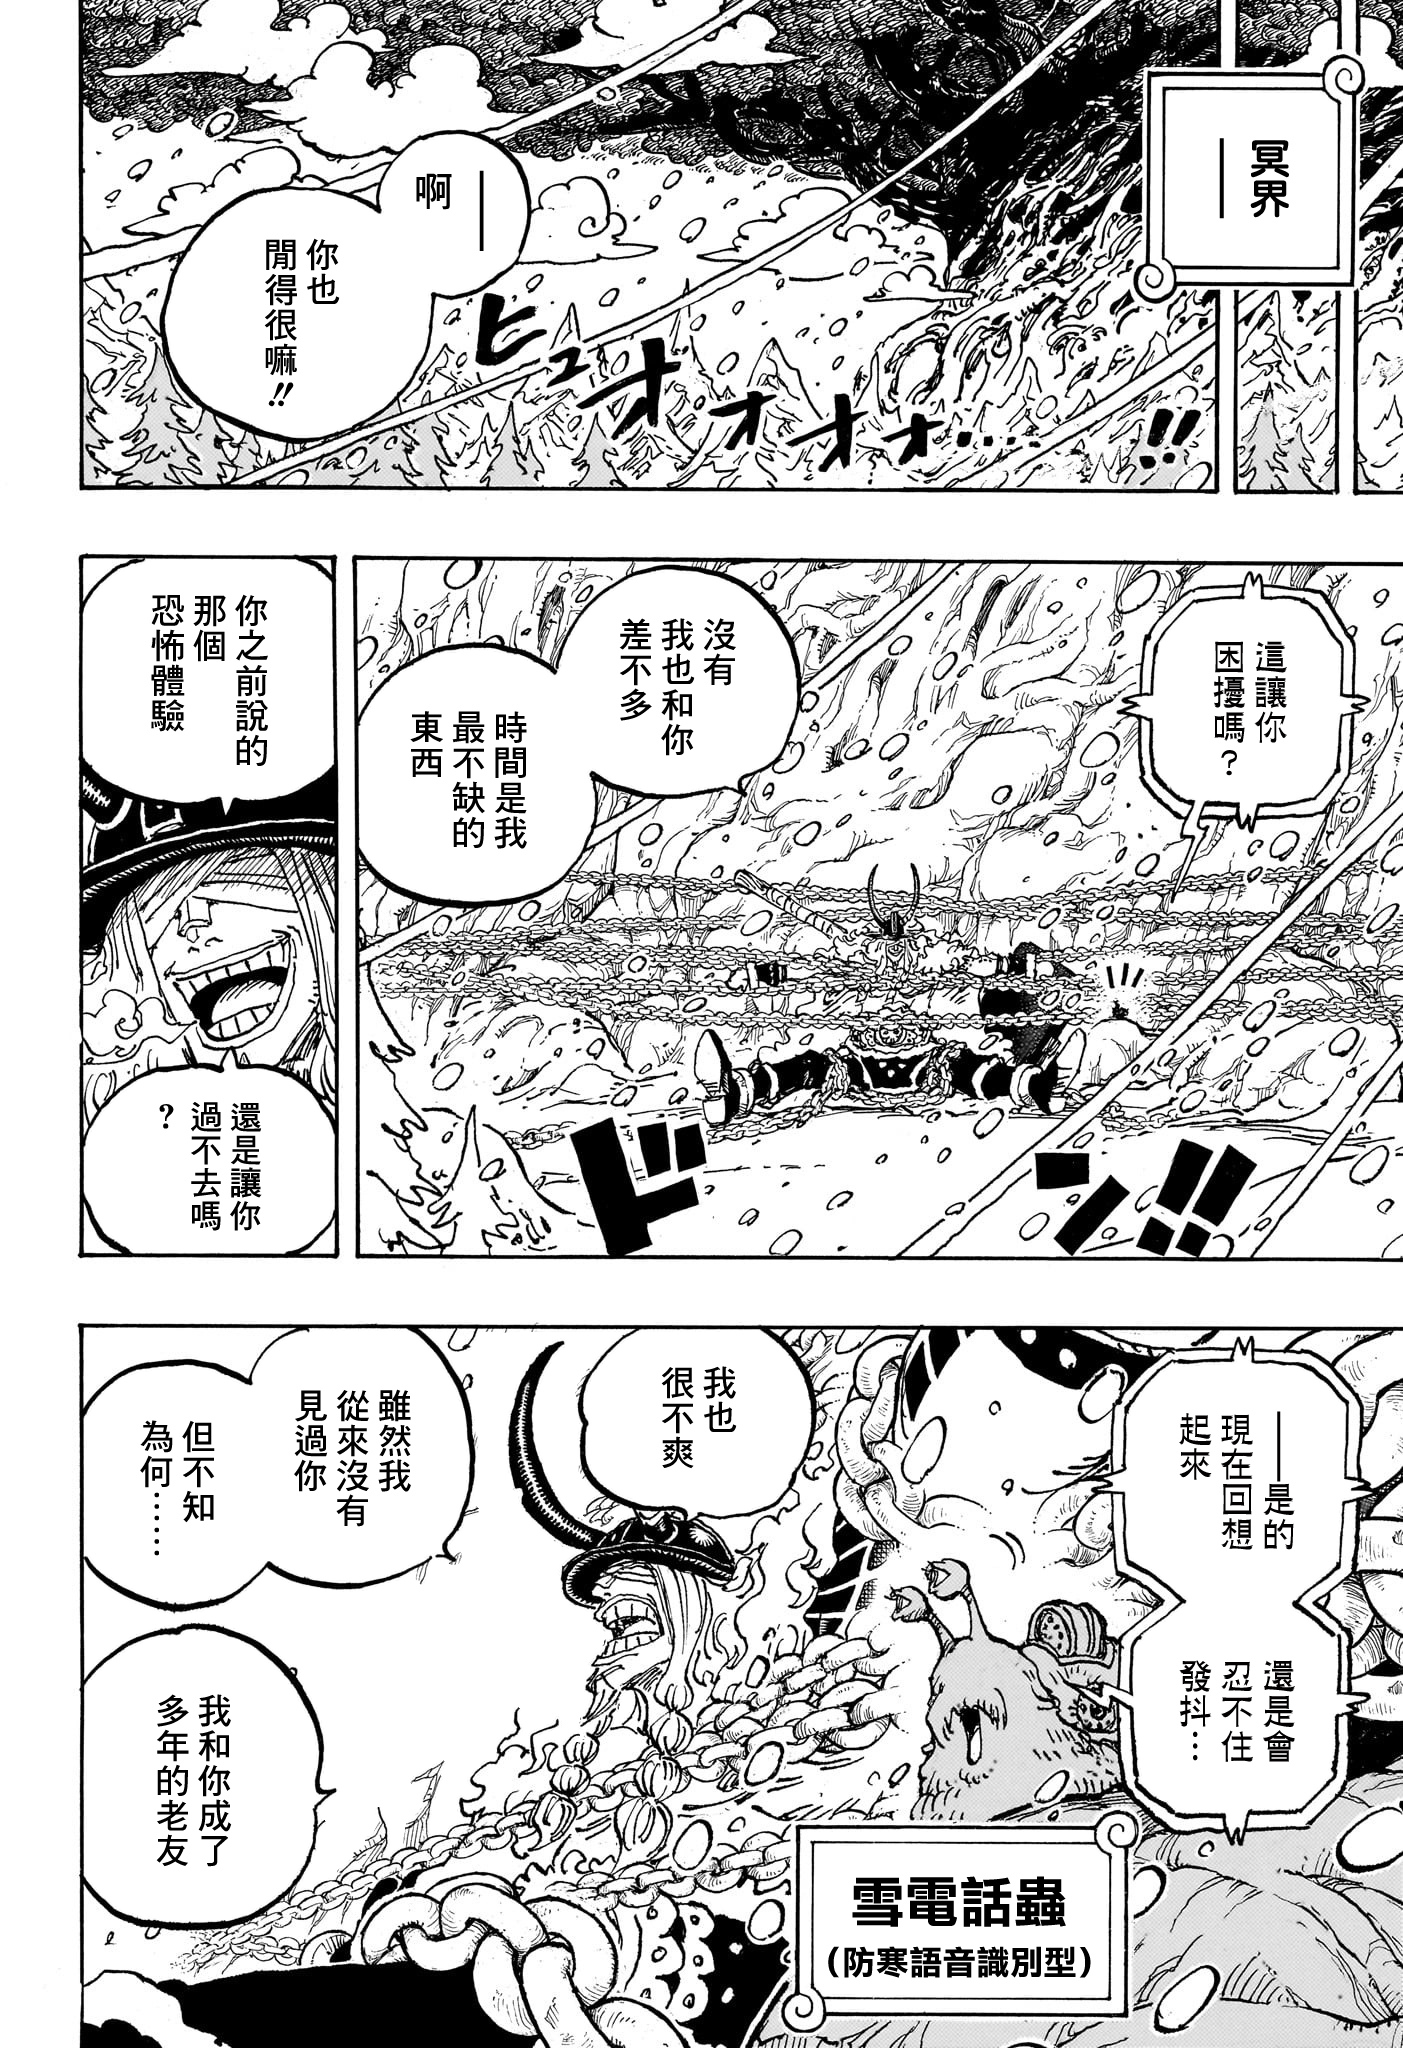 ——冥界——
——啊
你也
閒得很嘛!!
ヒュオオオオ……!!
這讓你
困擾嗎？
沒有
我也和你
差不多
時間是我
最不缺的
東西
ドン!!
你之前說的
那個
恐怖體驗
還是讓你
過不去嗎
？
——是的
現在回想
起來
還是會
忍不住
發抖…
雪電話蟲
（防寒語音識別型）
我也
很不爽
雖然我
從來沒有
見過你
但不知
為何……
我和你成了
多年的老友